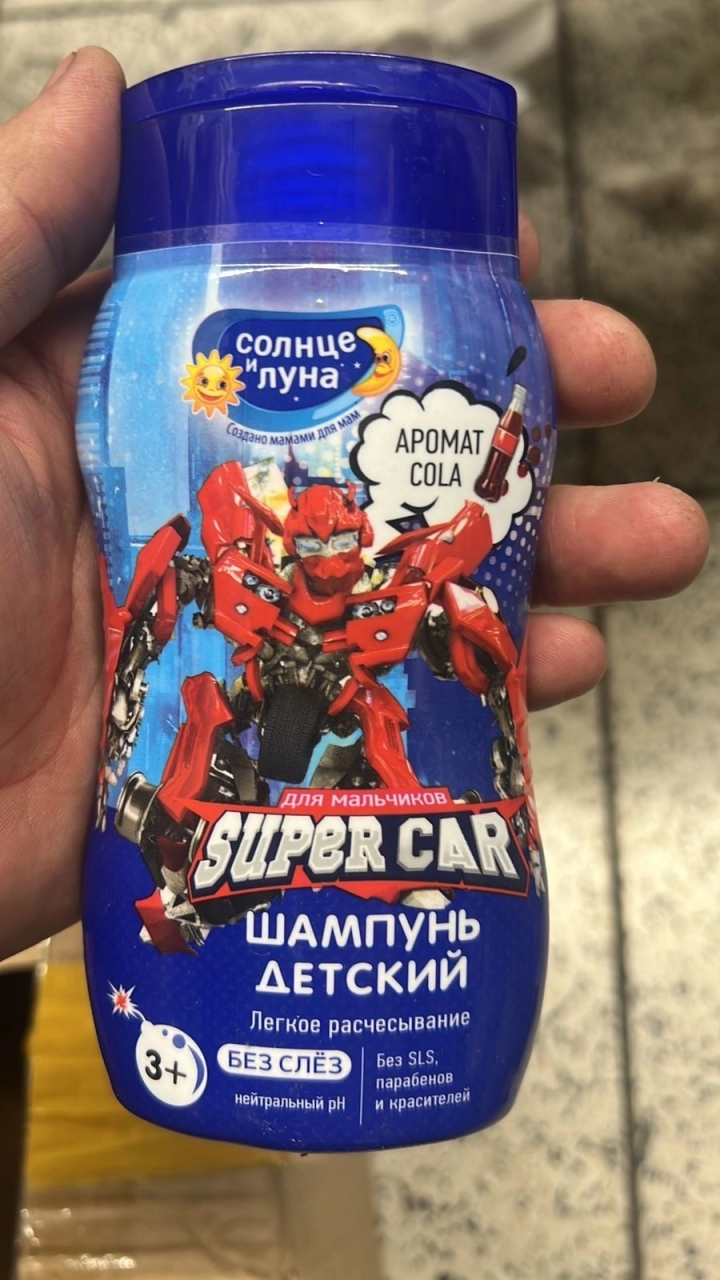 солнце
и
луна
Создано мамами для мам
АРОМАТ
COLA
для мальчиков
SUPER CAR
ШАМПУНЬ
ДЕТСКИЙ
Легкое расчесывание
3+
БЕЗ СЛЁЗ
нейтральный pH
Без SLS,
парабенов
и красителей